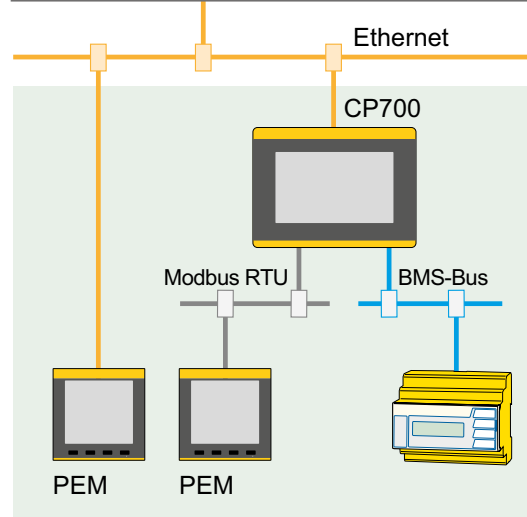 Ethernet
CP700
Modbus RTU
BMS-Bus
PEM
PEM